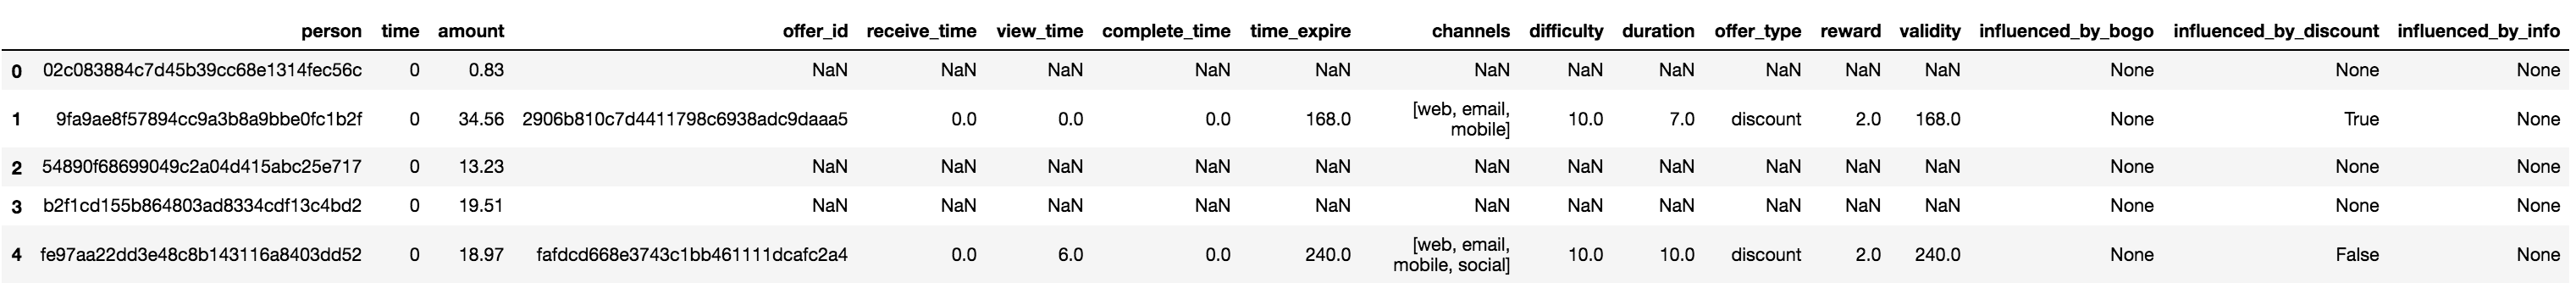 person time amount offer_id receive_time view_time complete_time time_expire channels difficulty duration offer_type reward validity influenced_by_bogo influenced_by_discount influenced_by_info
0 02c083884c7d45b39cc68e1314fec56c 0 0.83 NaN NaN NaN NaN NaN NaN NaN NaN NaN NaN NaN None None None
1 9fa9ae8f57894cc9a3b8a9bbe0fc1b2f 0 34.56 2906b810c7d4411798c6938adc9daaa5 0.0 0.0 0.0 168.0 [web, email, mobile] 10.0 7.0 discount 2.0 168.0 None True None
2 54890f68699049c2a04d415abc25e717 0 13.23 NaN NaN NaN NaN NaN NaN NaN NaN NaN NaN NaN None None None
3 b2f1cd155b864803ad8334cdf13c4bd2 0 19.51 NaN NaN NaN NaN NaN NaN NaN NaN NaN NaN NaN None None None
4 fe97aa22dd3e48c8b143116a8403dd52 0 18.97 fafdcd668e3743c1bb461111dcafc2a4 0.0 6.0 0.0 240.0 [web, email, mobile, social] 10.0 10.0 discount 2.0 240.0 None False None